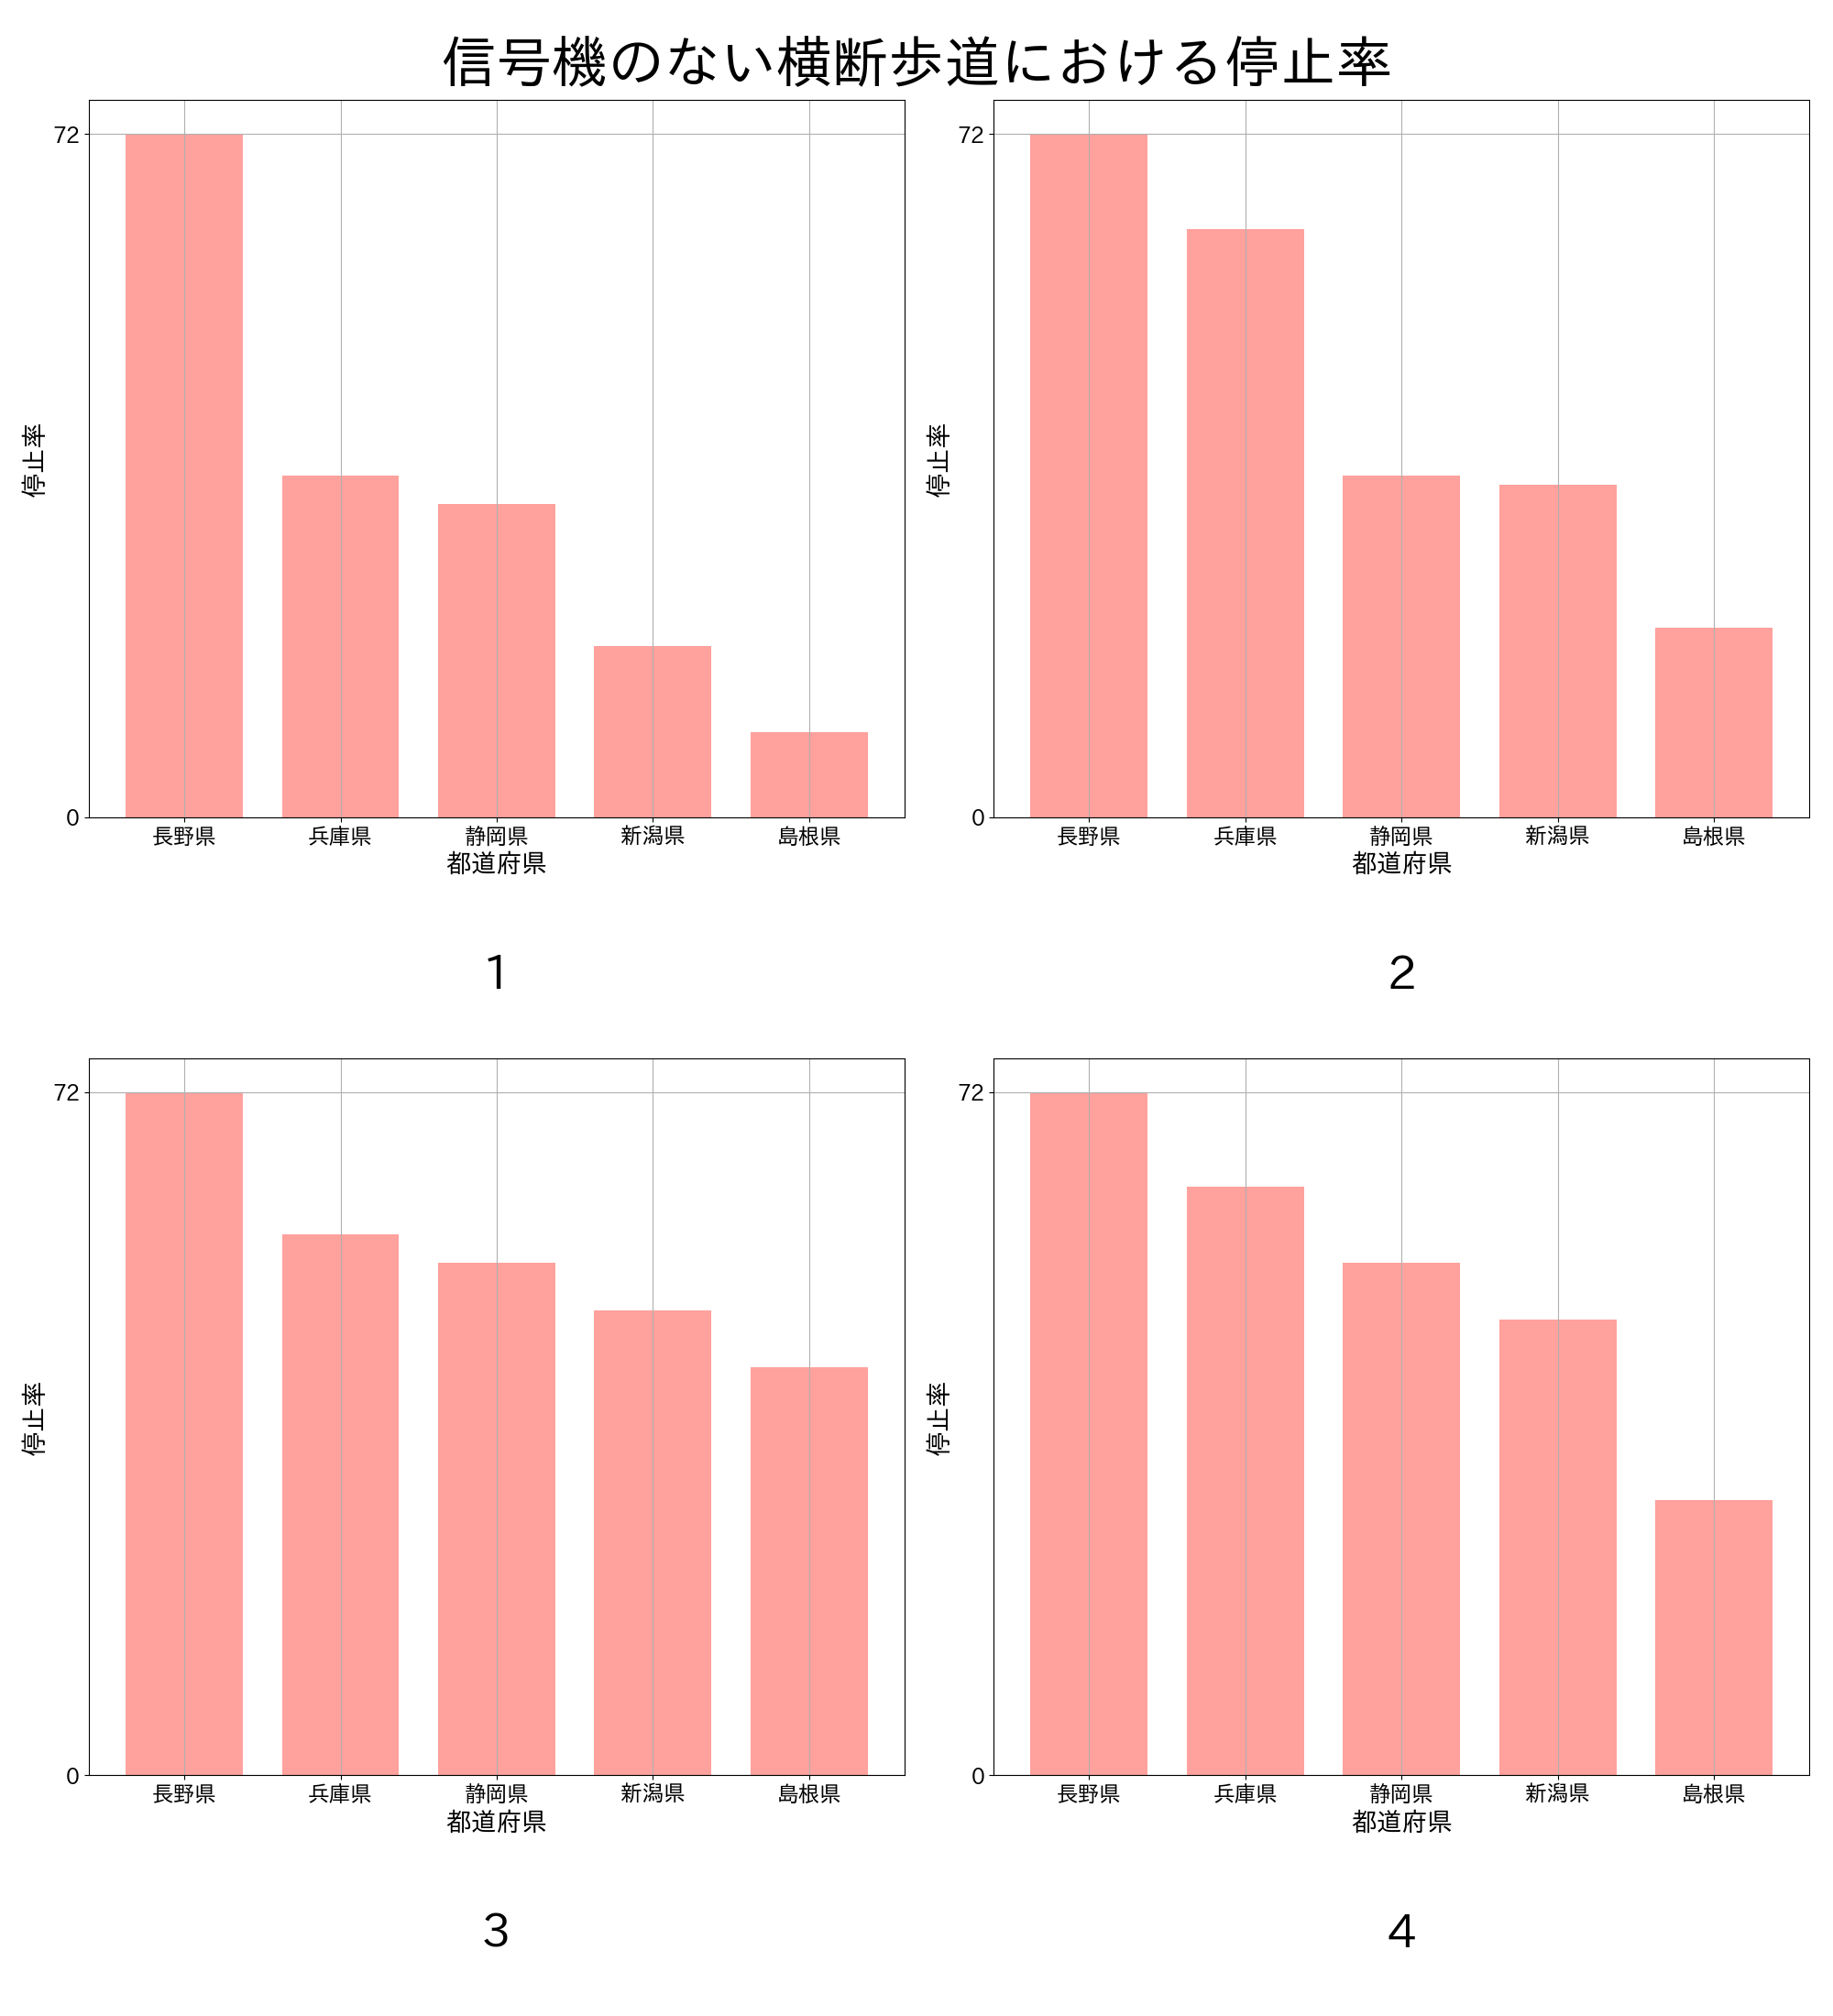 信号機のない横断歩道における停止率
72
0
停止率
長野県 兵庫県 静岡県 新潟県 島根県
都道府県
1
72
0
停止率
長野県 兵庫県 静岡県 新潟県 島根県
都道府県
2
72
0
停止率
長野県 兵庫県 静岡県 新潟県 島根県
都道府県
3
72
0
停止率
長野県 兵庫県 静岡県 新潟県 島根県
都道府県
4